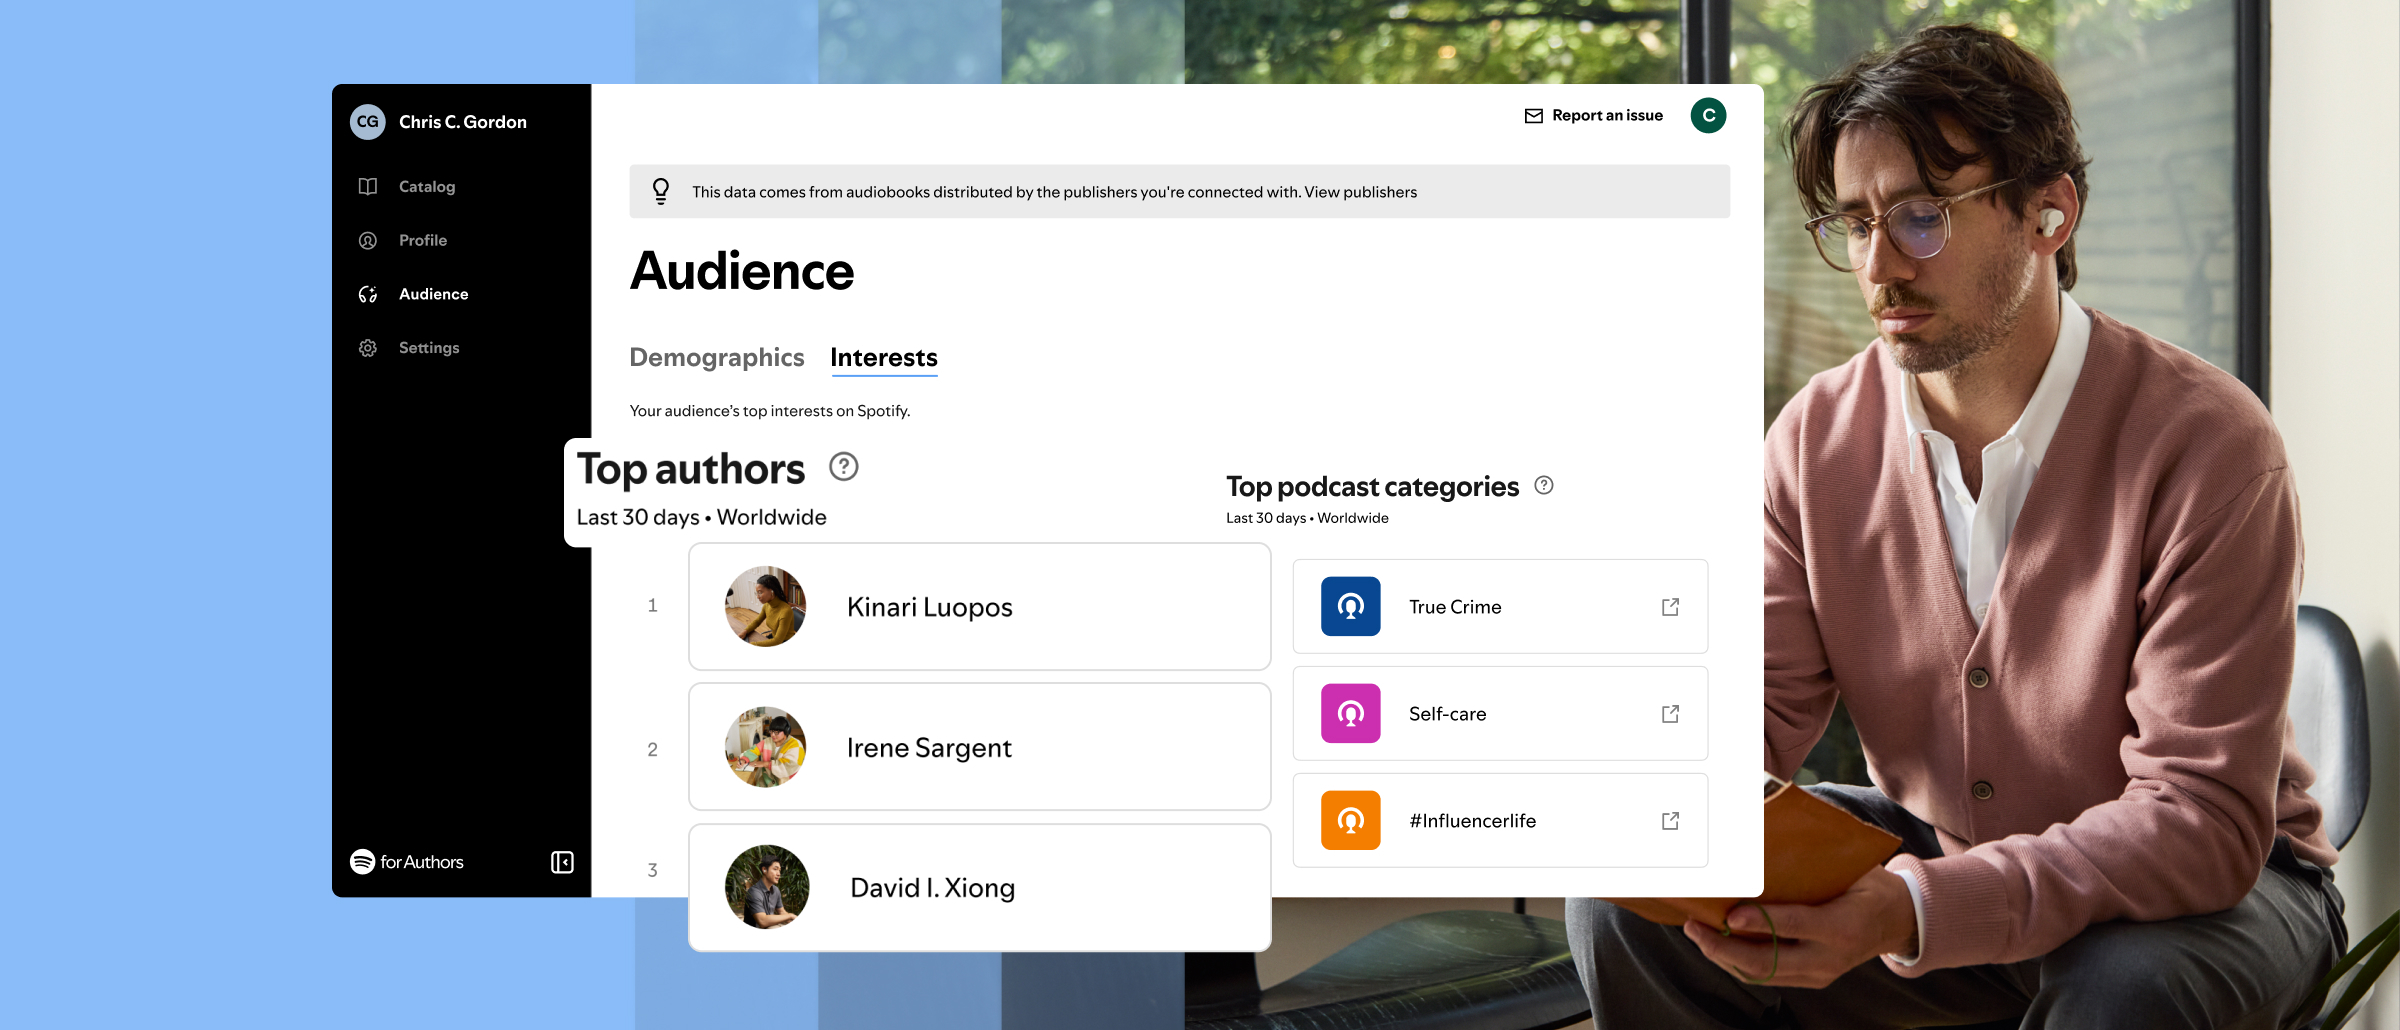 CG Chris C. Gordon
Catalog
Profile
Audience
Settings
for Authors
Report an issue
C
This data comes from audiobooks distributed by the publishers you're connected with. View publishers
Audience
Demographics Interests
Your audience’s top interests on Spotify.
Top authors ?
Last 30 days • Worldwide
1 Kinari Luopos
2 Irene Sargent
3 David I. Xiong
Top podcast categories ?
Last 30 days • Worldwide
True Crime
Self-care
#Influencerlife